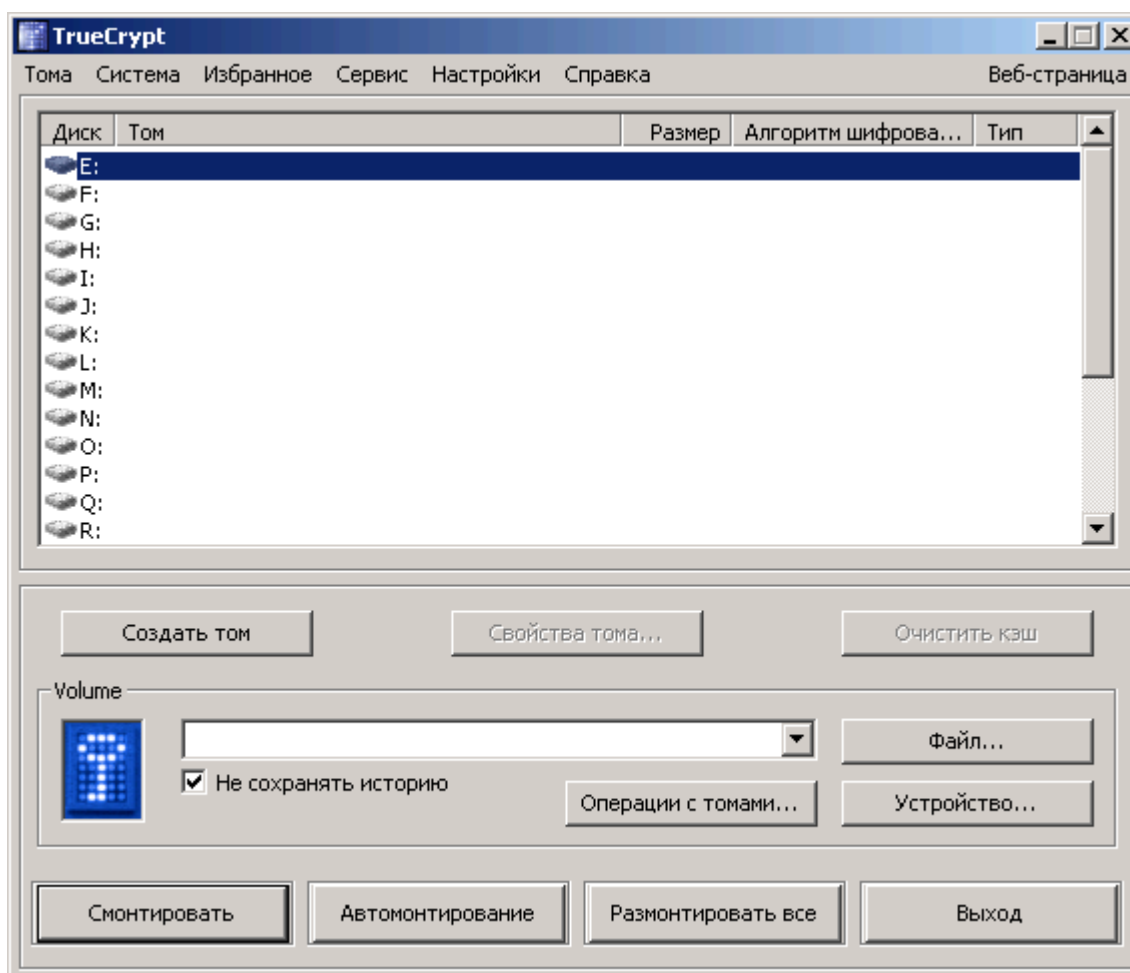 TrueCrypt
Тома Система Избранное Сервис Настройки Справка Веб-страница
Диск Том Размер Алгоритм шифрова... Тип
E:
F:
G:
H:
I:
J:
K:
L:
M:
N:
O:
P:
Q:
R:
Создать том Свойства тома... Очистить кэш
Volume
Файл...
Не сохранять историю
Операции с томами... Устройство...
Смонтировать Автомонтирование Размонтировать все Выход